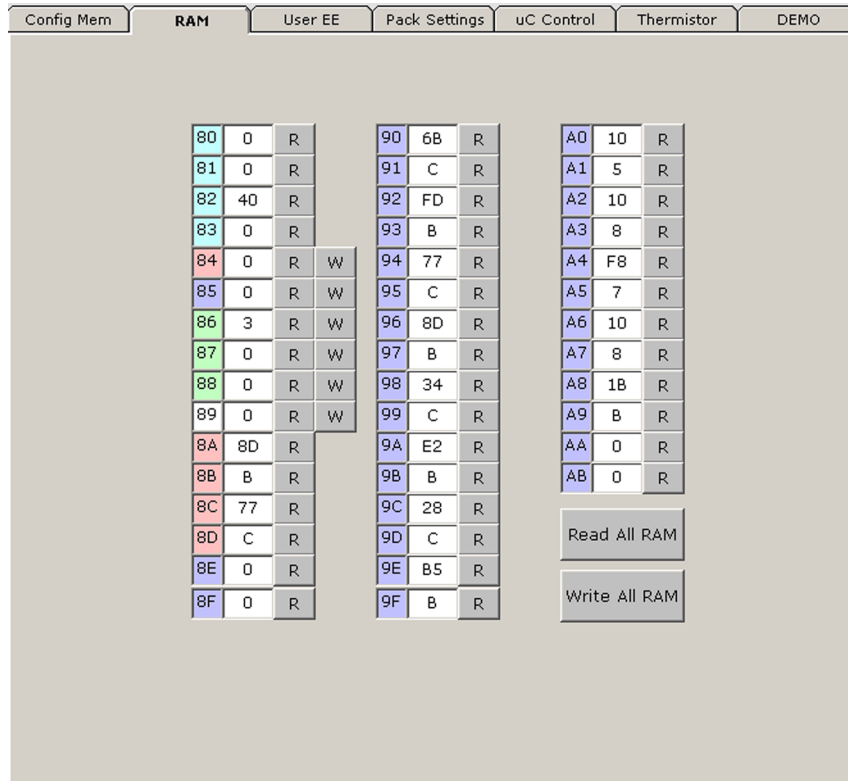 Config Mem RAM User EE Pack Settings uC Control Thermistor DEMO
80 0 R 90 6B R A0 10 R
81 0 R 91 C R A1 5 R
82 40 R 92 FD R A2 10 R
83 0 R 93 B R A3 8 R
84 0 R W 94 77 R A4 F8 R
85 0 R W 95 C R A5 7 R
86 3 R W 96 8D R A6 10 R
87 0 R W 97 B R A7 8 R
88 0 R W 98 34 R A8 1B R
89 0 R W 99 C R A9 B R
8A 8D R 9A E2 R AA 0 R
8B B R 9B B R AB 0 R
8C 77 R 9C 28 R
8D C R 9D C R Read All RAM
8E 0 R 9E B5 R
8F 0 R 9F B R Write All RAM